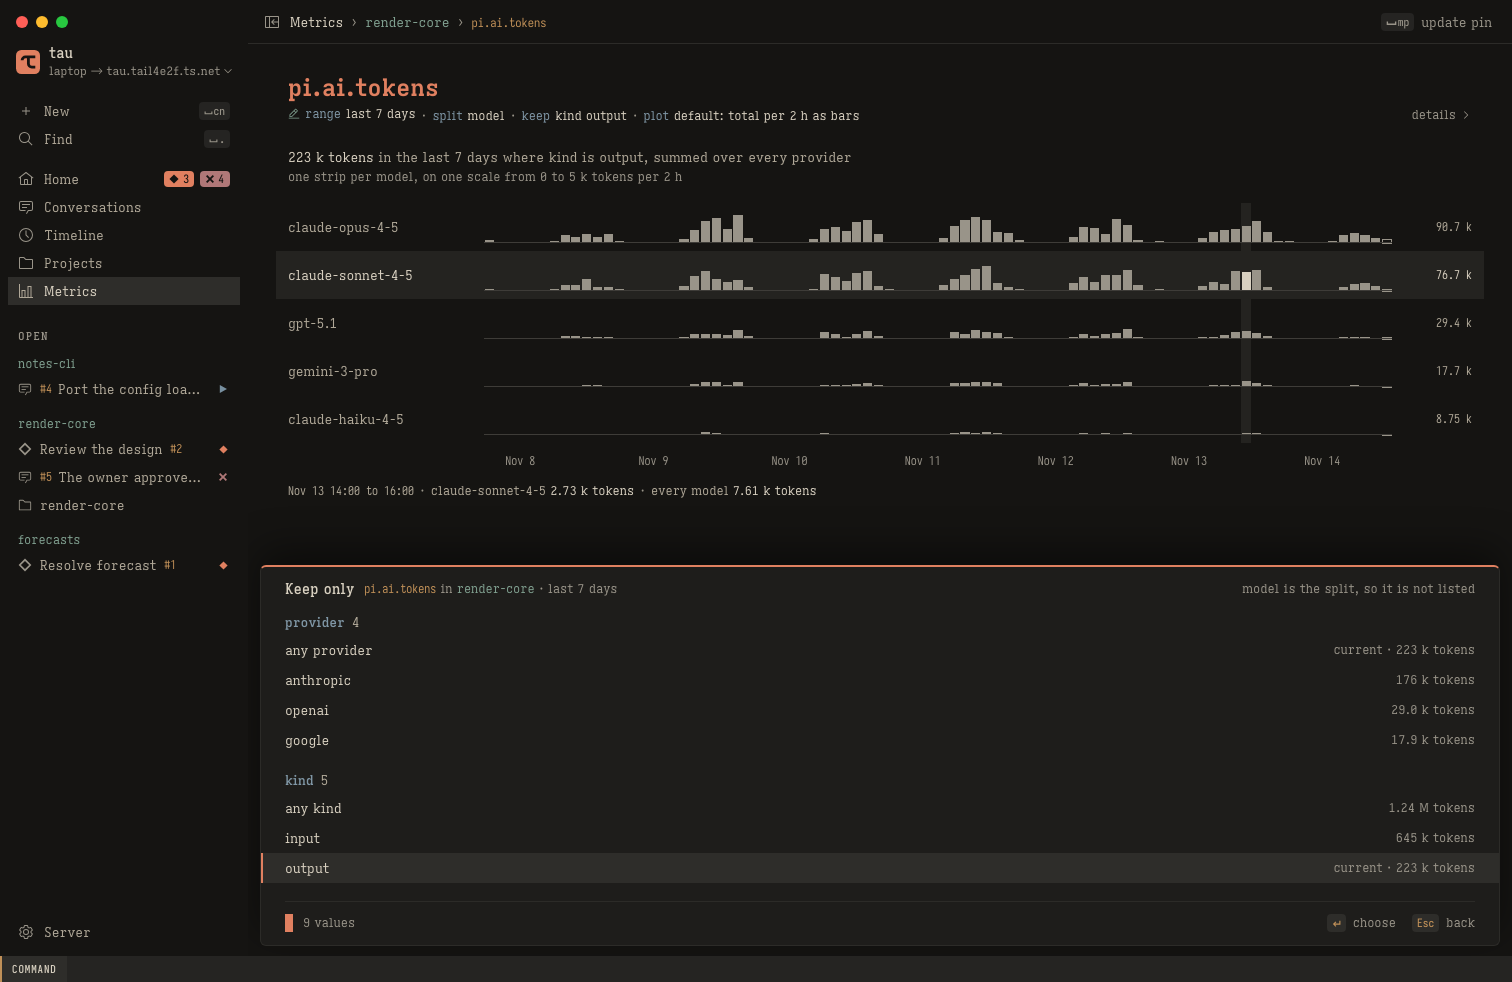 Metrics › render-core › pi.ai.tokens
mp update pin
τ tau
laptop → tau.tail4e2f.ts.net
+ New cn
Find .
Home 3 4
Conversations
Timeline
Projects
Metrics
OPEN
notes-cli
#4 Port the config loa...
render-core
Review the design #2
#5 The owner approve...
render-core
forecasts
Resolve forecast #1
Server
pi.ai.tokens
range last 7 days · split model · keep kind output · plot default: total per 2 h as bars
details
223 k tokens in the last 7 days where kind is output, summed over every provider
one strip per model, on one scale from 0 to 5 k tokens per 2 h
claude-opus-4-5 90.7 k
claude-sonnet-4-5 76.7 k
gpt-5.1 29.4 k
gemini-3-pro 17.7 k
claude-haiku-4-5 8.75 k
Nov 8 Nov 9 Nov 10 Nov 11 Nov 12 Nov 13 Nov 14
Nov 13 14:00 to 16:00 · claude-sonnet-4-5 2.73 k tokens · every model 7.61 k tokens
Keep only pi.ai.tokens in render-core · last 7 days
model is the split, so it is not listed
provider 4
any provider current · 223 k tokens
anthropic 176 k tokens
openai 29.0 k tokens
google 17.9 k tokens
kind 5
any kind 1.24 M tokens
input 645 k tokens
output current · 223 k tokens
9 values
↵ choose Esc back
COMMAND